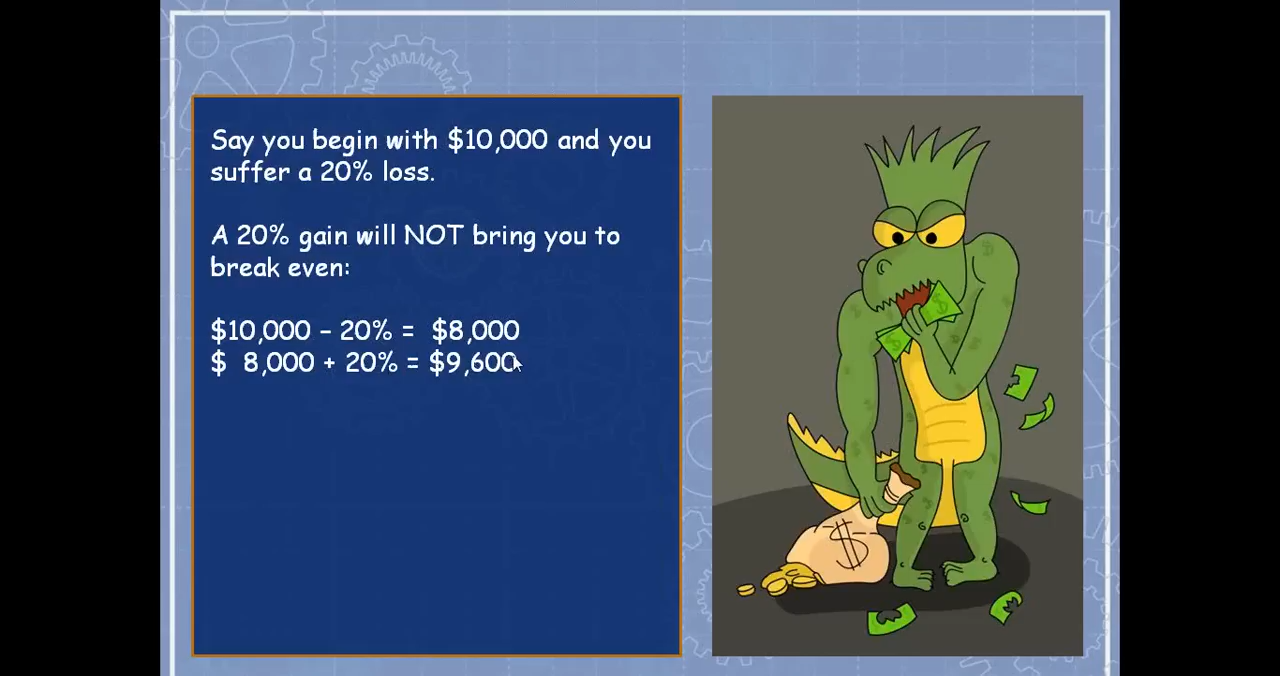 Say you begin with $10,000 and you
suffer a 20% loss.
A 20% gain will NOT bring you to
break even:
$10,000 – 20% = $8,000
$ 8,000 + 20% = $9,600
$